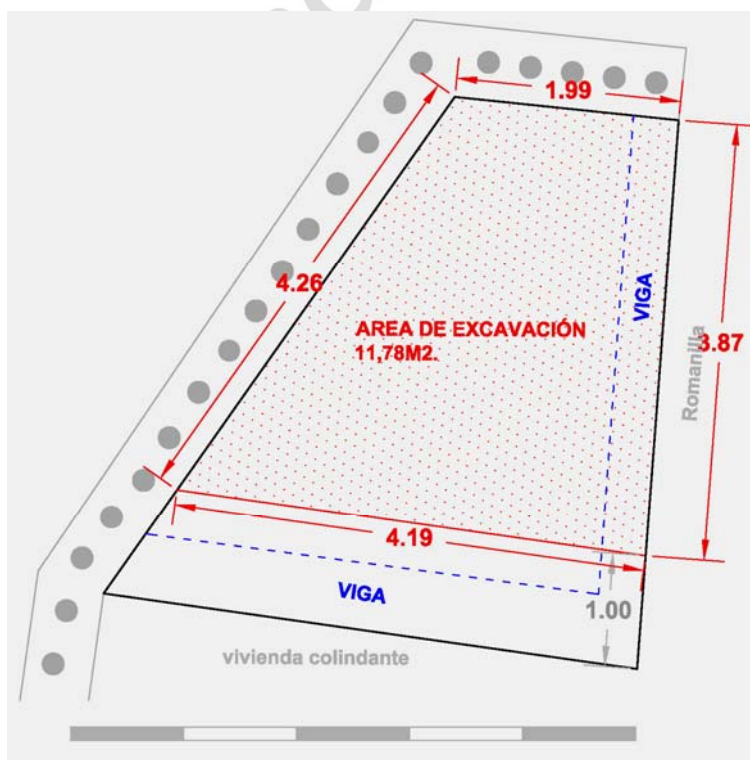 1.99
4.26
VIGA
AREA DE EXCAVACIÓN
11,78M2.
Romanilla
3.87
4.19
VIGA
1.00
vivienda colindante